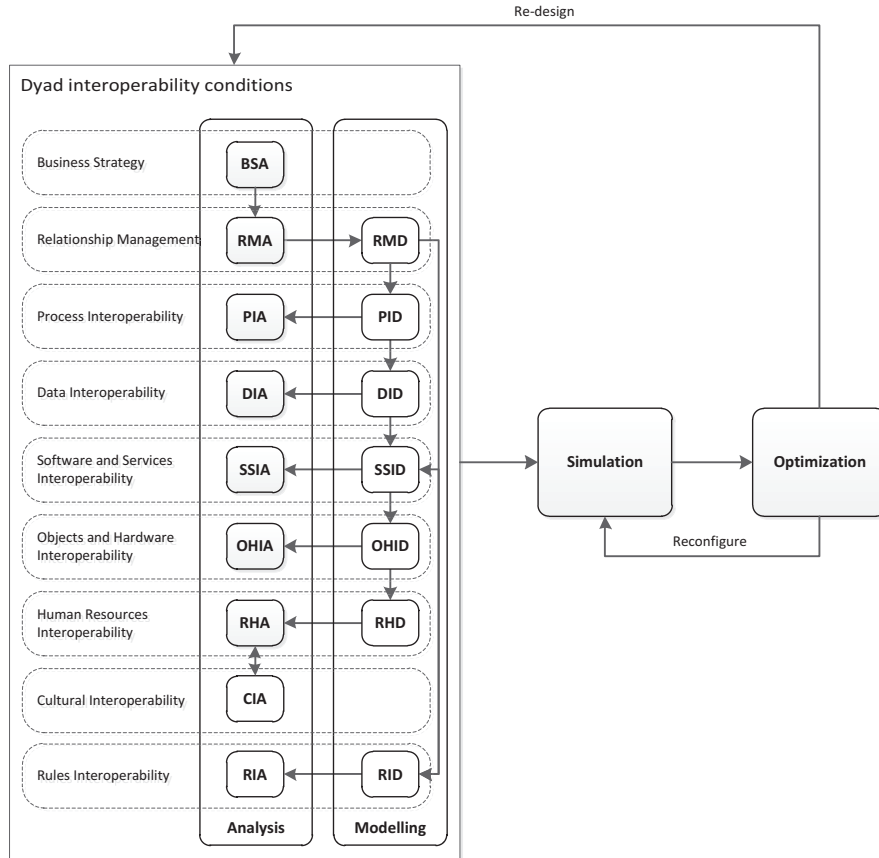 Re-design
Dyad interoperability conditions
Business Strategy
BSA
Relationship Management
RMA
RMD
Process Interoperability
PIA
PID
Data Interoperability
DIA
DID
Software and Services
Interoperability
SSIA
SSID
Simulation
Optimization
Objects and Hardware
Interoperability
OHIA
OHID
Reconfigure
Human Resources
Interoperability
RHA
RHD
Cultural Interoperability
CIA
Rules Interoperability
RIA
RID
Analysis
Modelling